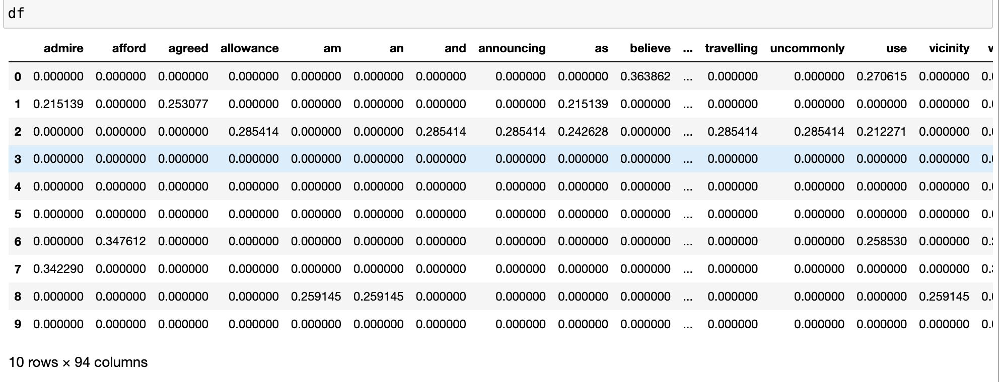 df
admire afford agreed allowance am an and announcing as believe ... travelling uncommonly use vicinity
0 0.000000 0.000000 0.000000 0.000000 0.000000 0.000000 0.000000 0.000000 0.000000 0.363862 ... 0.000000 0.000000 0.270615 0.000000 0.
1 0.215139 0.000000 0.253077 0.000000 0.000000 0.000000 0.000000 0.000000 0.215139 0.000000 ... 0.000000 0.000000 0.000000 0.000000 0.
2 0.000000 0.000000 0.000000 0.285414 0.000000 0.000000 0.285414 0.285414 0.242628 0.000000 ... 0.285414 0.285414 0.212271 0.000000 0.
3 0.000000 0.000000 0.000000 0.000000 0.000000 0.000000 0.000000 0.000000 0.000000 0.000000 ... 0.000000 0.000000 0.000000 0.000000 0.
4 0.000000 0.000000 0.000000 0.000000 0.000000 0.000000 0.000000 0.000000 0.000000 0.000000 ... 0.000000 0.000000 0.000000 0.000000 0.
5 0.000000 0.000000 0.000000 0.000000 0.000000 0.000000 0.000000 0.000000 0.000000 0.000000 ... 0.000000 0.000000 0.000000 0.000000 0.
6 0.000000 0.347612 0.000000 0.000000 0.000000 0.000000 0.000000 0.000000 0.000000 0.000000 ... 0.000000 0.000000 0.258530 0.000000 0.
7 0.342290 0.000000 0.000000 0.000000 0.000000 0.000000 0.000000 0.000000 0.000000 0.000000 ... 0.000000 0.000000 0.000000 0.000000 0.
8 0.000000 0.000000 0.000000 0.000000 0.259145 0.259145 0.000000 0.000000 0.000000 0.000000 ... 0.000000 0.000000 0.000000 0.259145 0.
9 0.000000 0.000000 0.000000 0.000000 0.000000 0.000000 0.000000 0.000000 0.000000 0.000000 ... 0.000000 0.000000 0.000000 0.000000 0.
10 rows × 94 columns